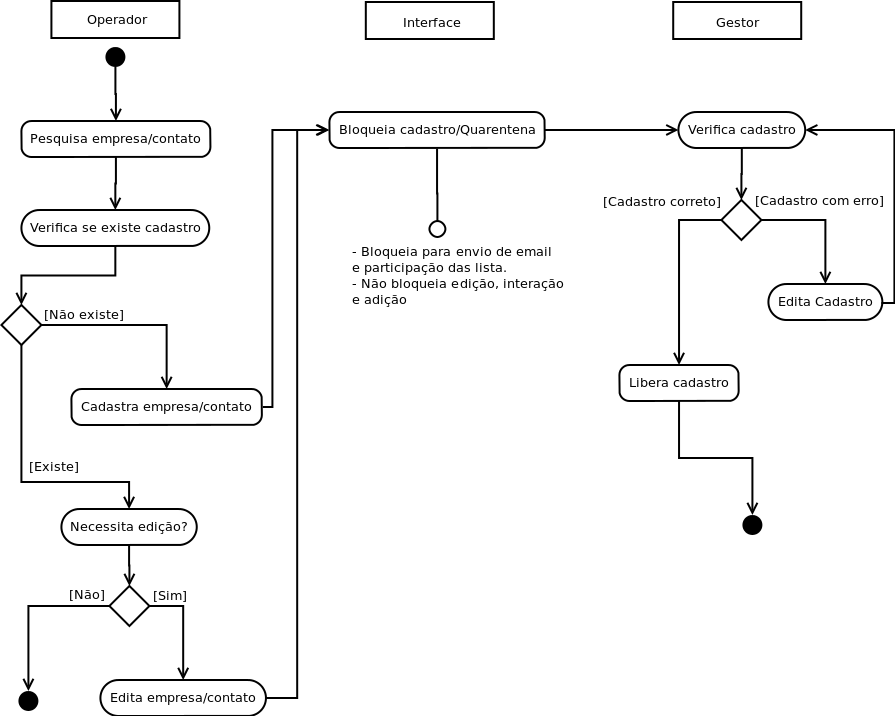 Operador
Interface
Gestor
Pesquisa empresa/contato
Bloqueia cadastro/Quarentena
Verifica cadastro
Verifica se existe cadastro
[Cadastro correto]
[Cadastro com erro]
- Bloqueia para envio de email
e participação das lista.
- Não bloqueia edição, interação
e adição
[Não existe]
Edita Cadastro
Cadastra empresa/contato
Libera cadastro
[Existe]
Necessita edição?
[Não]
[Sim]
Edita empresa/contato